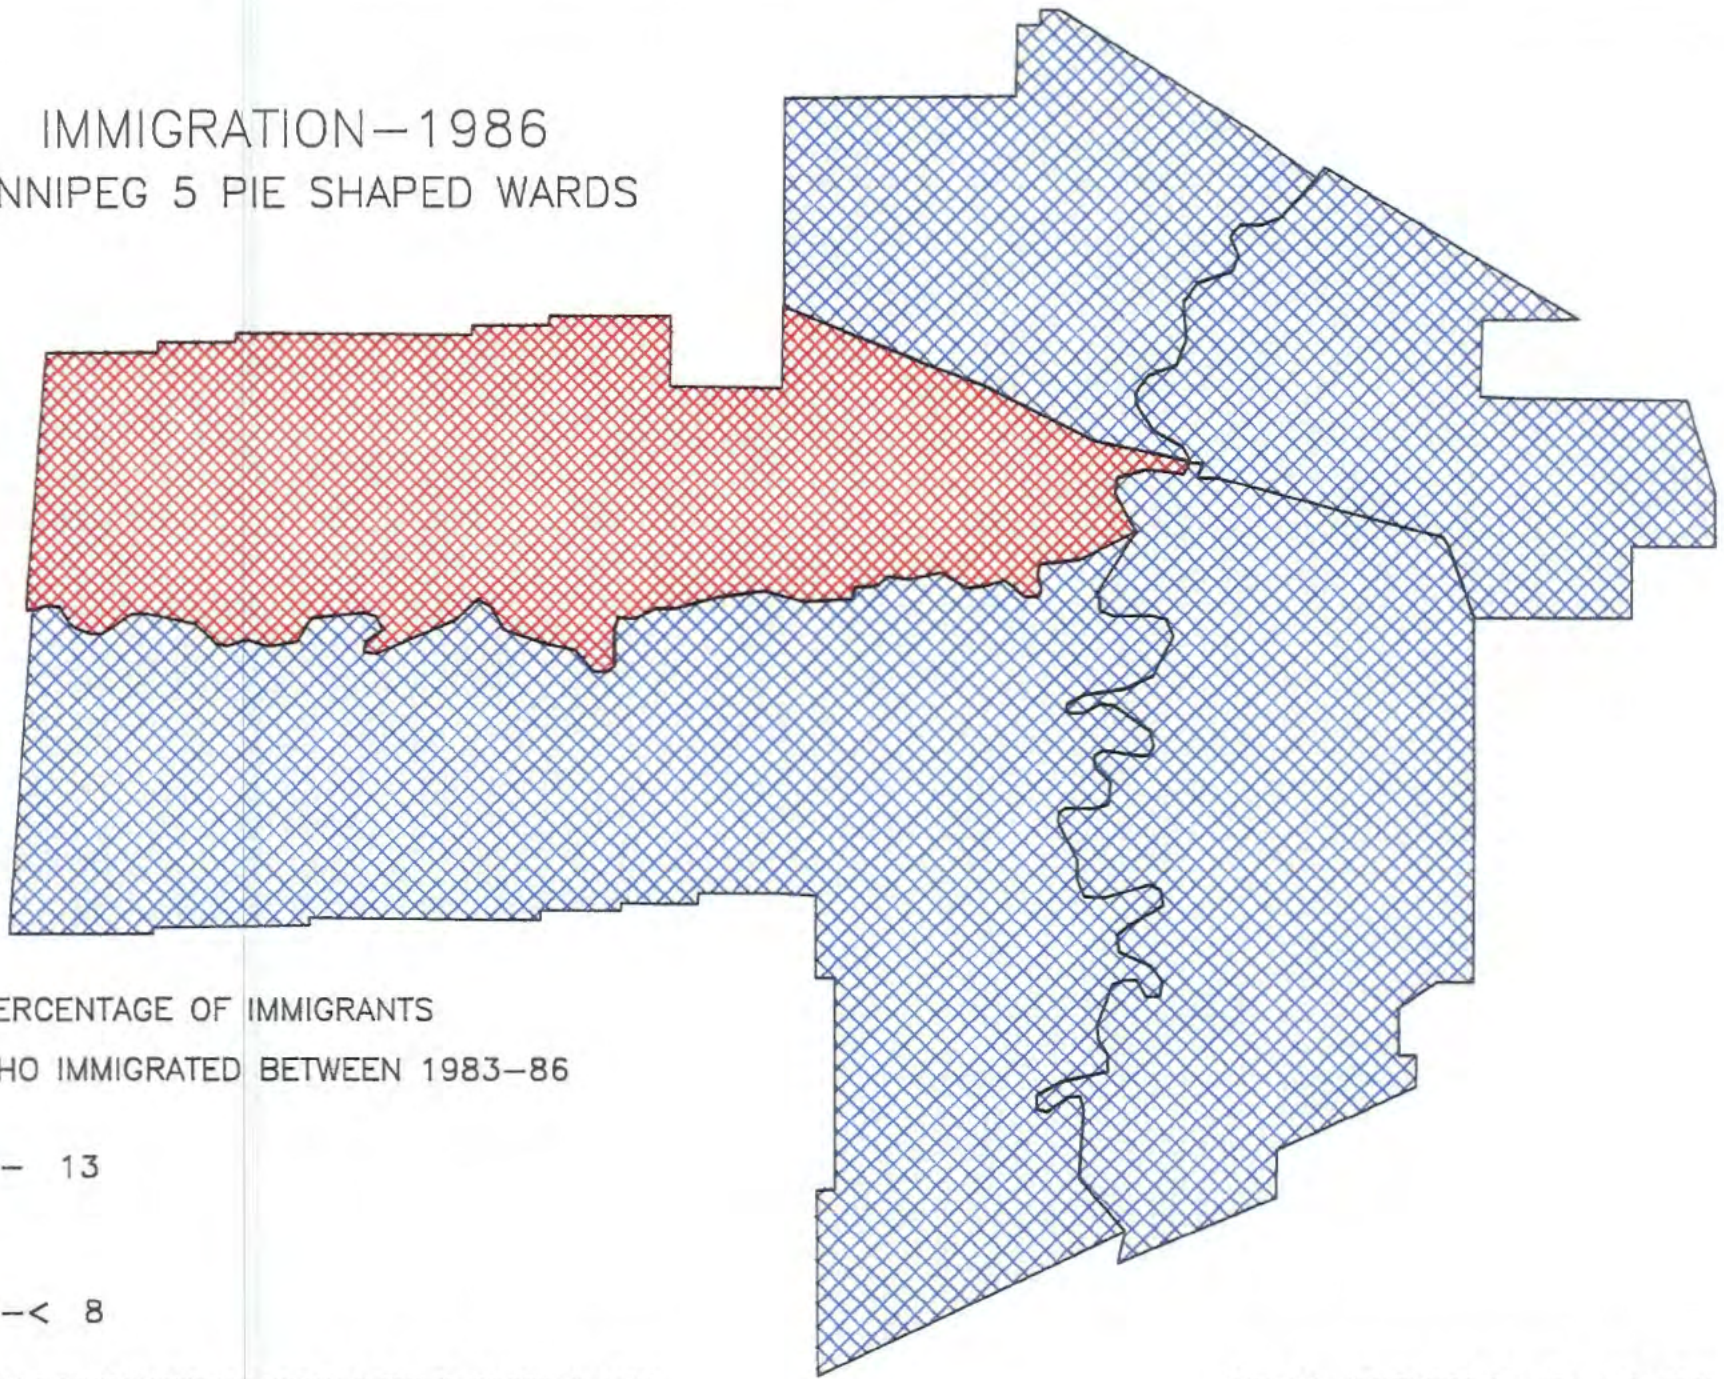 IMMIGRATION-1986
NNIPEG 5 PIE SHAPED WARDS
ERCENTAGE OF IMMIGRANTS
HO IMMIGRATED BETWEEN 1983-86
- 13
-< 8